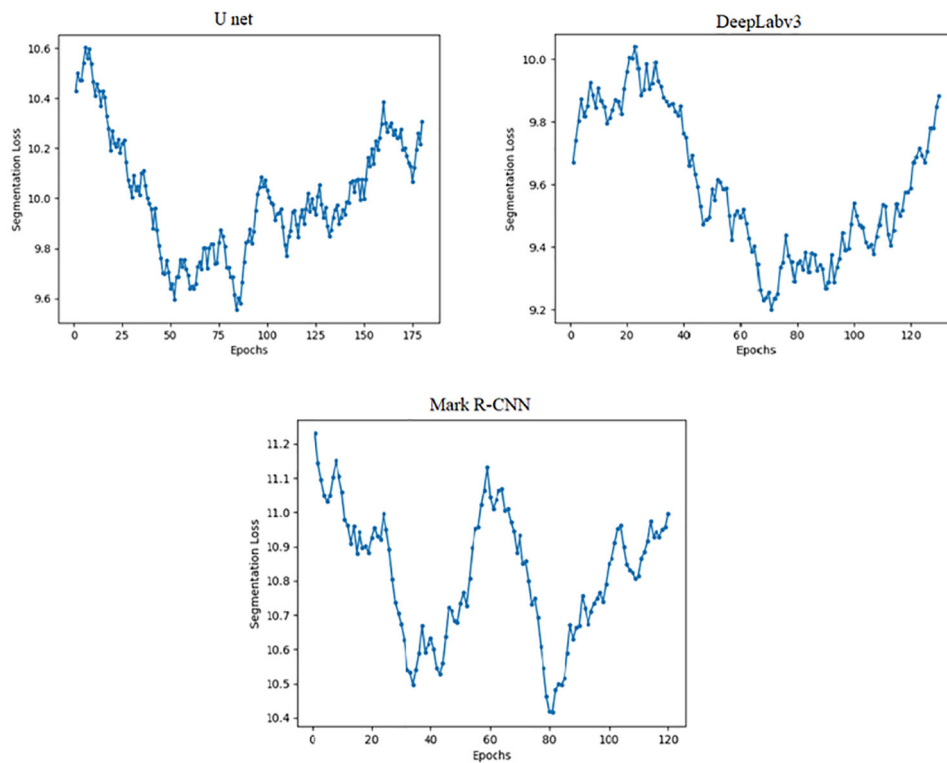 U net
10.6
10.4
10.2
10.0
9.8
9.6
Segmentation Loss
0 25 50 75 100 125 150 175
Epochs
DeepLabv3
10.0
9.8
9.6
9.4
9.2
Segmentation Loss
0 20 40 60 80 100 120
Epochs
Mark R-CNN
11.2
11.1
11.0
10.9
10.8
10.7
10.6
10.5
10.4
Segmentation Loss
0 20 40 60 80 100 120
Epochs